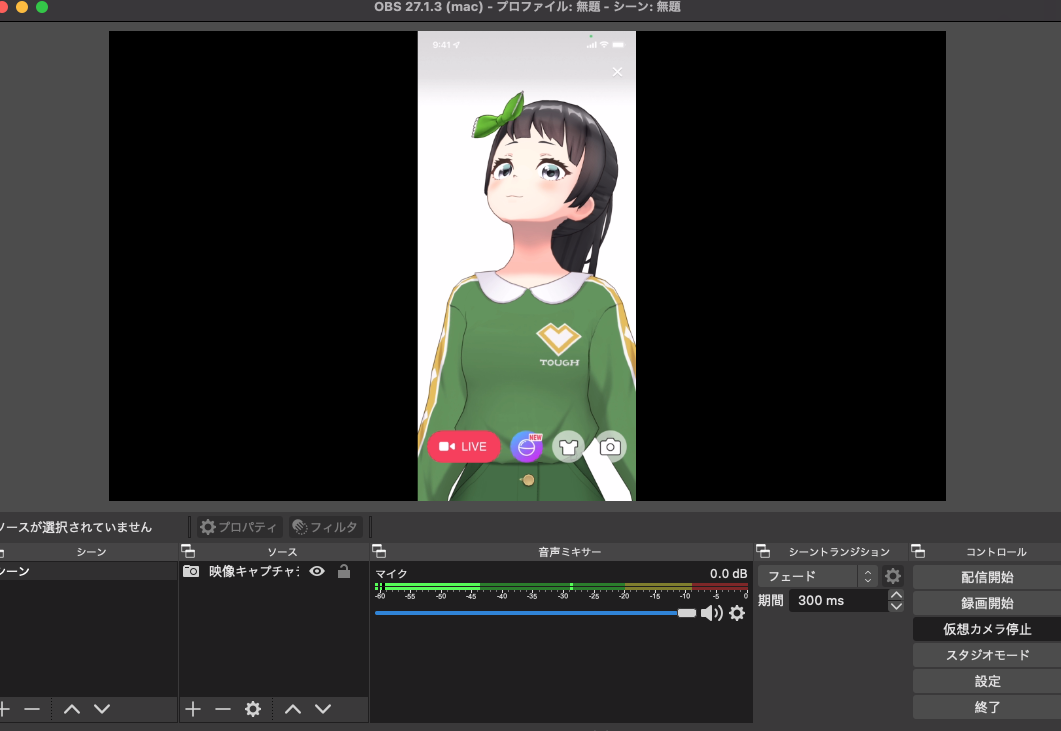 OBS 27.1.3 (mac) - プロファイル: 無題 - シーン: 無題
9:41
TOUGH
LIVE
NEW
ソースが選択されていません
プロパティ
フィルタ
シーン
ソース
音声ミキサー
シーントランジション
コントロール
シーン
映像キャプチャデ
マイク
0.0 dB
-60 -55 -50 -45 -40 -35 -30 -25 -20 -15 -10 -5 0
フェード
期間
300 ms
配信開始
録画開始
仮想カメラ停止
スタジオモード
設定
終了